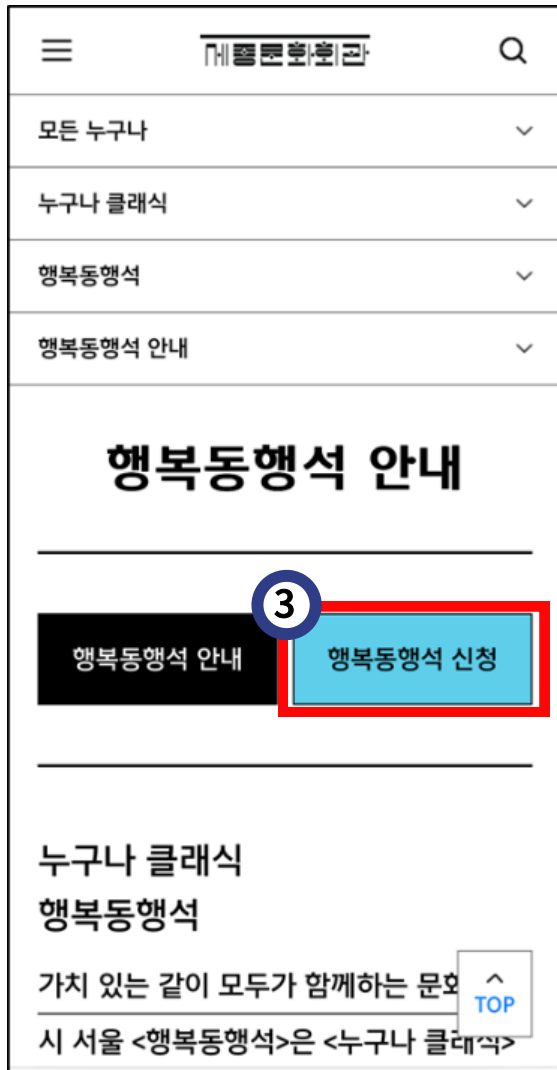 세종문화회관
모든 누구나
누구나 클래식
행복동행석
행복동행석 안내
행복동행석 안내
3
행복동행석 안내 행복동행석 신청
누구나 클래식
행복동행석
가치 있는 같이 모두가 함께하는
TOP
시 서울 <행복동행석>은 <누구나 클래식>